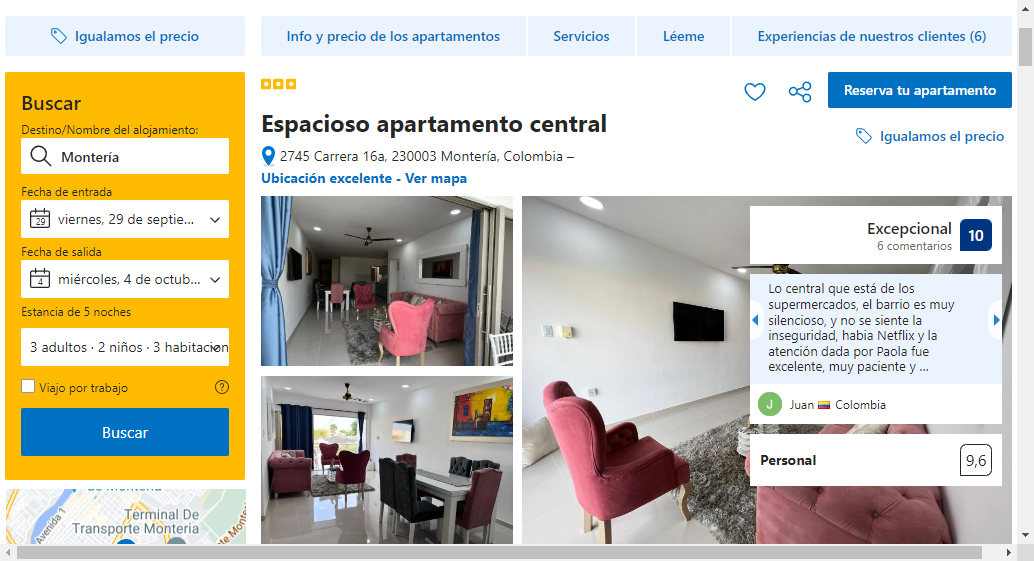 Igualamos el precio
Info y precio de los apartamentos
Servicios
Léeme
Experiencias de nuestros clientes (6)
Buscar
Destino/Nombre del alojamiento:
Montería
Fecha de entrada
29
viernes, 29 de septie...
Fecha de salida
4
miércoles, 4 de octub...
Estancia de 5 noches
3 adultos · 2 niños · 3 habitacion
Viajo por trabajo
Buscar
Avenida 1
Terminal De
Transporte Monteria
Reserva tu apartamento
Igualamos el precio
Espacioso apartamento central
2745 Carrera 16a, 230003 Montería, Colombia –
Ubicación excelente - Ver mapa
Excepcional
6 comentarios
10
Lo central que está de los
supermercados, el barrio es muy
silencioso, y no se siente la
inseguridad, habia Netflix y la
atención dada por Paola fue
excelente, muy paciente y ...
J
Juan
Colombia
Personal
9,6